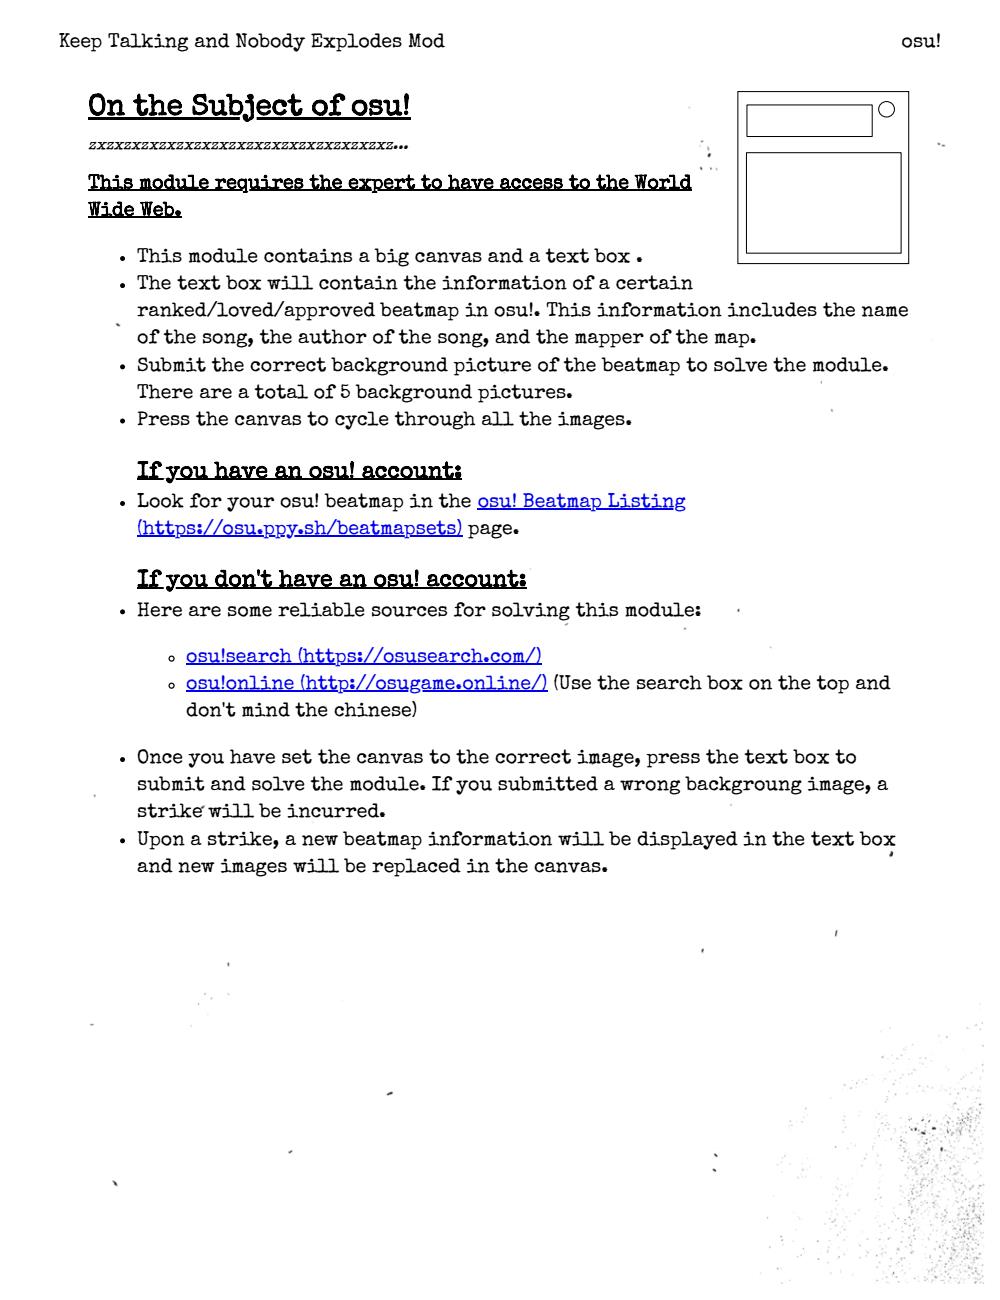 Keep Talking and Nobody Explodes Mod
osu!
On the Subject of osu!
zxzxzxzxzxzxzxzxzxzxzxzxzxzxzxzxzxz...
This module requires the expert to have access to the World
Wide Web.
• This module contains a big canvas and a text box .
• The text box will contain the information of a certain
ranked/loved/approved beatmap in osu!. This information includes the name
of the song, the author of the song, and the mapper of the map.
• Submit the correct background picture of the beatmap to solve the module.
There are a total of 5 background pictures.
• Press the canvas to cycle through all the images.
If you have an osu! account:
• Look for your osu! beatmap in the osu! Beatmap Listing
(https://osu.ppy.sh/beatmapsets) page.
If you don't have an osu! account:
• Here are some reliable sources for solving this module:
◦ osu!search (https://osusearch.com/)
◦ osu!online (http://osugame.online/) (Use the search box on the top and
don't mind the chinese)
• Once you have set the canvas to the correct image, press the text box to
submit and solve the module. If you submitted a wrong backgroung image, a
strike will be incurred.
• Upon a strike, a new beatmap information will be displayed in the text box
and new images will be replaced in the canvas.